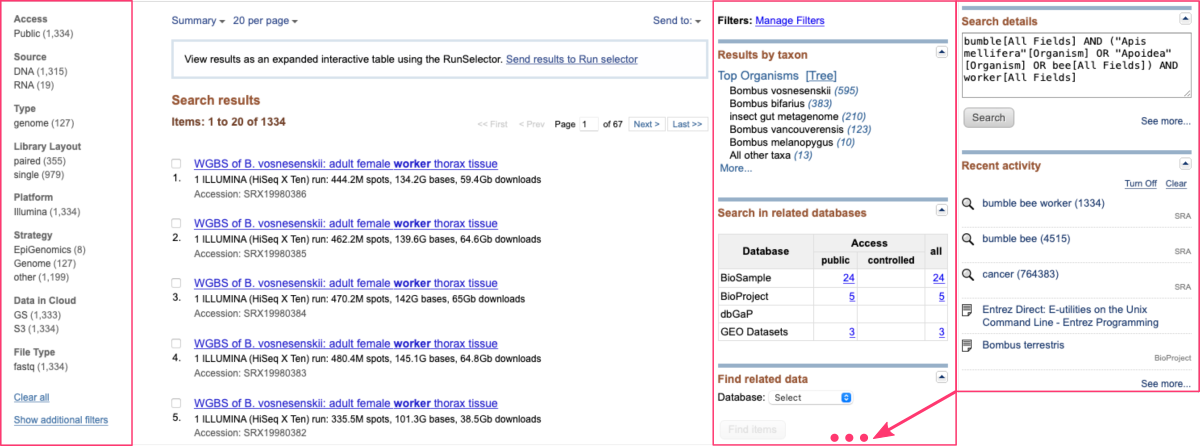 Access
Public (1,334)
Source
DNA (1,315)
RNA (19)
Type
genome (127)
Library Layout
paired (355)
single (979)
Platform
Illumina (1,334)
Strategy
EpiGenomics (8)
Genome (127)
other (1,199)
Data in Cloud
GS (1,333)
S3 (1,334)
File Type
fastq (1,334)
Clear all
Show additional filters
Summary 20 per page Send to:
View results as an expanded interactive table using the RunSelector. Send results to Run selector
Search results
Items: 1 to 20 of 1334
<< First < Prev Page 1 of 67 Next > Last >>
WGBS of B. vosnesenskii: adult female worker thorax tissue
1. 1 ILLUMINA (HiSeq X Ten) run: 444.2M spots, 134.2G bases, 59.4Gb downloads
Accession: SRX19980386
WGBS of B. vosnesenskii: adult female worker thorax tissue
2. 1 ILLUMINA (HiSeq X Ten) run: 462.2M spots, 139.6G bases, 64.6Gb downloads
Accession: SRX19980385
WGBS of B. vosnesenskii: adult female worker thorax tissue
3. 1 ILLUMINA (HiSeq X Ten) run: 470.2M spots, 142G bases, 65Gb downloads
Accession: SRX19980384
WGBS of B. vosnesenskii: adult female worker thorax tissue
4. 1 ILLUMINA (HiSeq X Ten) run: 480.4M spots, 145.1G bases, 64.8Gb downloads
Accession: SRX19980383
WGBS of B. vosnesenskii: adult female worker thorax tissue
5. 1 ILLUMINA (HiSeq X Ten) run: 335.5M spots, 101.3G bases, 38.5Gb downloads
Accession: SRX19980382
Filters: Manage Filters
Results by taxon
Top Organisms [Tree]
Bombus vosnesenskii (595)
Bombus bifarius (383)
insect gut metagenome (210)
Bombus vancouverensis (123)
Bombus melanopygus (10)
All other taxa (13)
More...
Search in related databases
Database Access all
public controlled
BioSample 24 24
BioProject 5 5
dbGaP
GEO Datasets 3 3
Find related data
Database: Select
Find items
Search details
bumble[All Fields] AND ("Apis
mellifera"[Organism] OR "Apoidea"
[Organism] OR bee[All Fields]) AND
worker[All Fields]
Search
See more...
Recent activity
Turn Off Clear
bumble bee worker (1334)
SRA
bumble bee (4515)
SRA
cancer (764383)
SRA
Entrez Direct: E-utilities on the Unix
Command Line - Entrez Programming
Bombus terrestris
BioProject
See more...